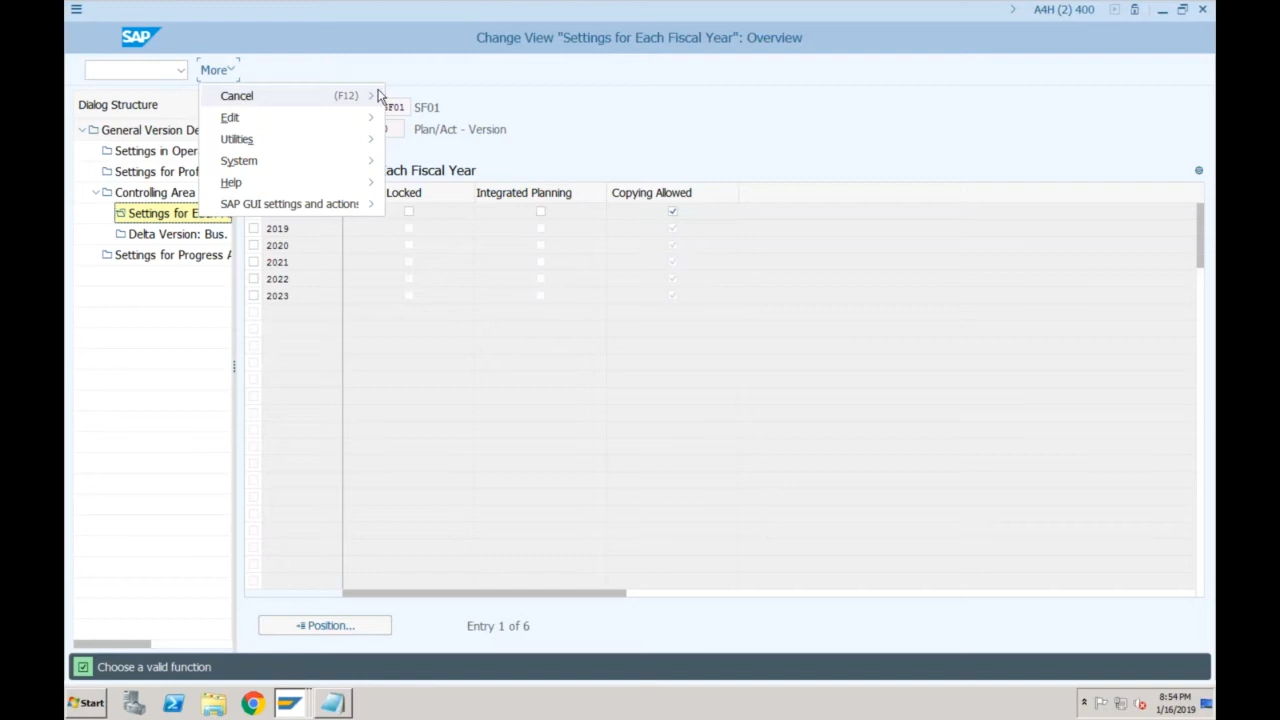 A4H (2) 400
SAP
Change View "Settings for Each Fiscal Year": Overview
More
Dialog Structure
General Version De
Settings in Oper
Settings for Prof
Controlling Area
Settings for E
Delta Version: Bus.
Settings for Progress A
Cancel (F12)
Edit
Utilities
System
Help
SAP GUI settings and actions
SF01 SF01
Plan/Act - Version
ach Fiscal Year
Locked Integrated Planning Copying Allowed
2019
2020
2021
2022
2023
Position...
Entry 1 of 6
Choose a valid function
Start
8:54 PM
1/16/2019